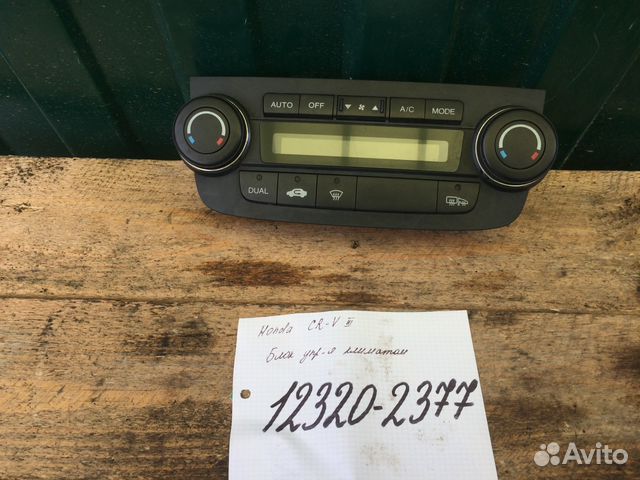 AUTO OFF A/C MODE
DUAL
Honda CR-V III
Блок упр-я климатом
12320-2377
Avito